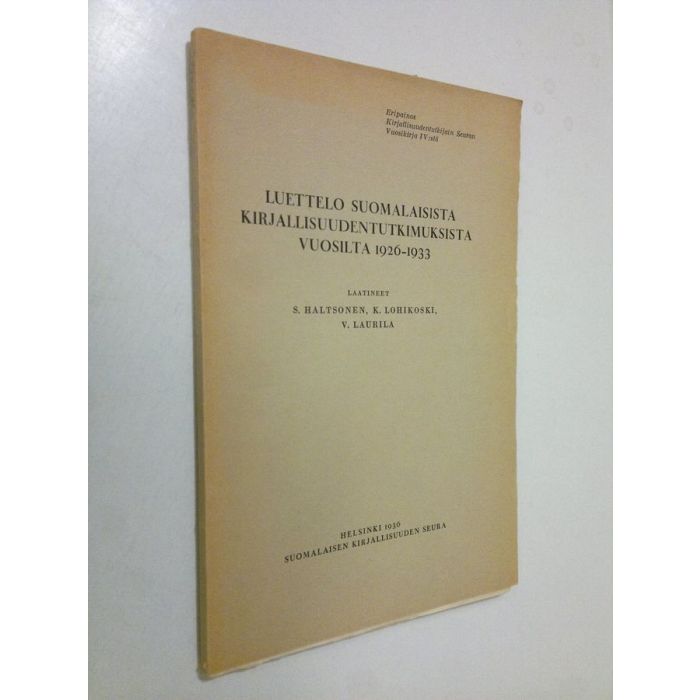 Eripainos
Kirjallisuudentutkijain Seuran
Vuosikirja IV:stä
LUETTELO SUOMALAISISTA
KIRJALLISUUDENTUTKIMUKSISTA
VUOSILTA 1926-1933
LAATINEET
S. HALTSONEN, K. LOHIKOSKI,
V. LAURILA
HELSINKI 1936
SUOMALAISEN KIRJALLISUUDEN SEURA